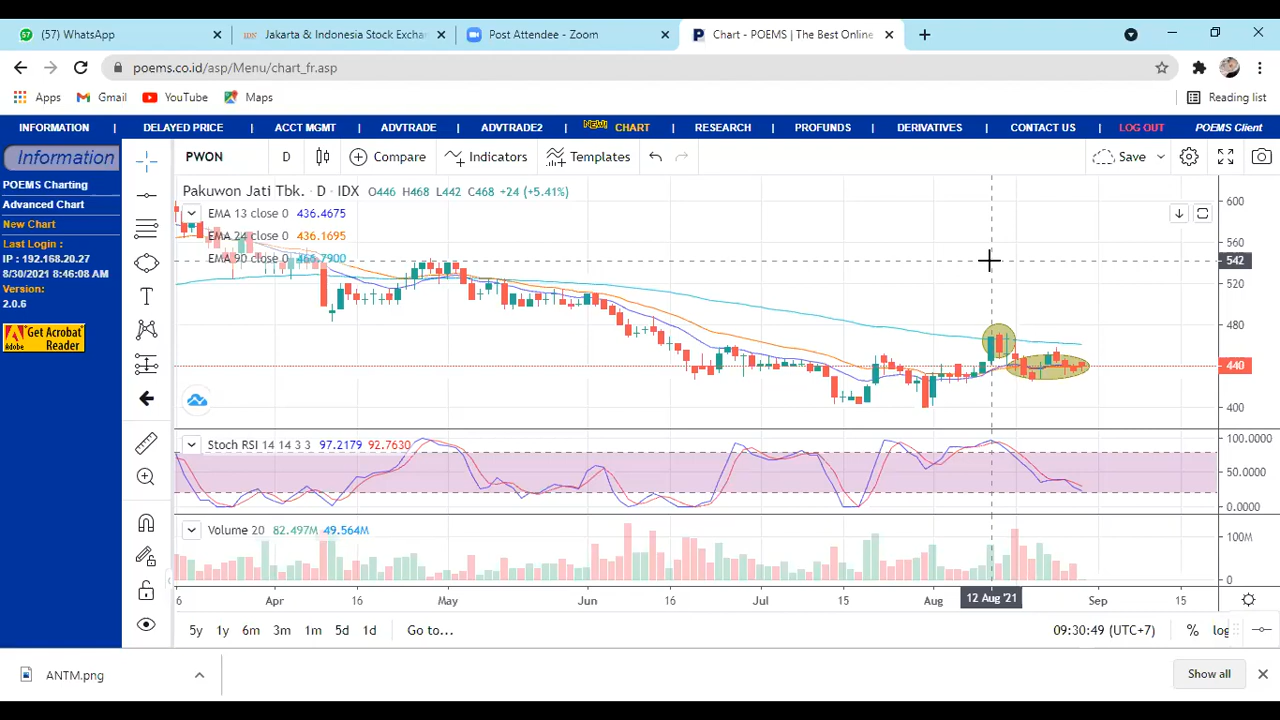 (57) WhatsApp
Jakarta & Indonesia Stock Excha
Post Attendee - Zoom
Chart - POEMS | The Best Online
poems.co.id/asp/Menu/chart_fr.asp
Apps
Gmail
YouTube
Maps
Reading list
INFORMATION | DELAYED PRICE | ACCT MGMT | ADVTRADE | ADVTRADE2 | NEW! CHART | RESEARCH | PROFUNDS | DERIVATIVES | CONTACT US | LOG OUT POEMS Client
Information
POEMS Charting
Advanced Chart
New Chart
Last Login :
IP : 192.168.20.27
8/30/2021 8:46:08 AM
Version:
2.0.6
Get Acrobat
Reader
PWON D Compare Indicators Templates Save
Pakuwon Jati Tbk. · D · IDX O446 H468 L442 C468 +24 (+5.41%)
EMA 13 close 0 436.4675
EMA 24 close 0 436.1695
EMA 90 close 0 466.7900
600
560
542
520
480
440
400
Stoch RSI 14 14 3 3 97.2179 92.7630
100.0000
50.0000
0.0000
Volume 20 82.497M 49.564M
100M
0
6 Apr 16 May Jun 16 Jul 15 Aug 12 Aug '21 Sep 15
5y 1y 6m 3m 1m 5d 1d Go to...
09:30:49 (UTC+7) % log
ANTM.png
Show all